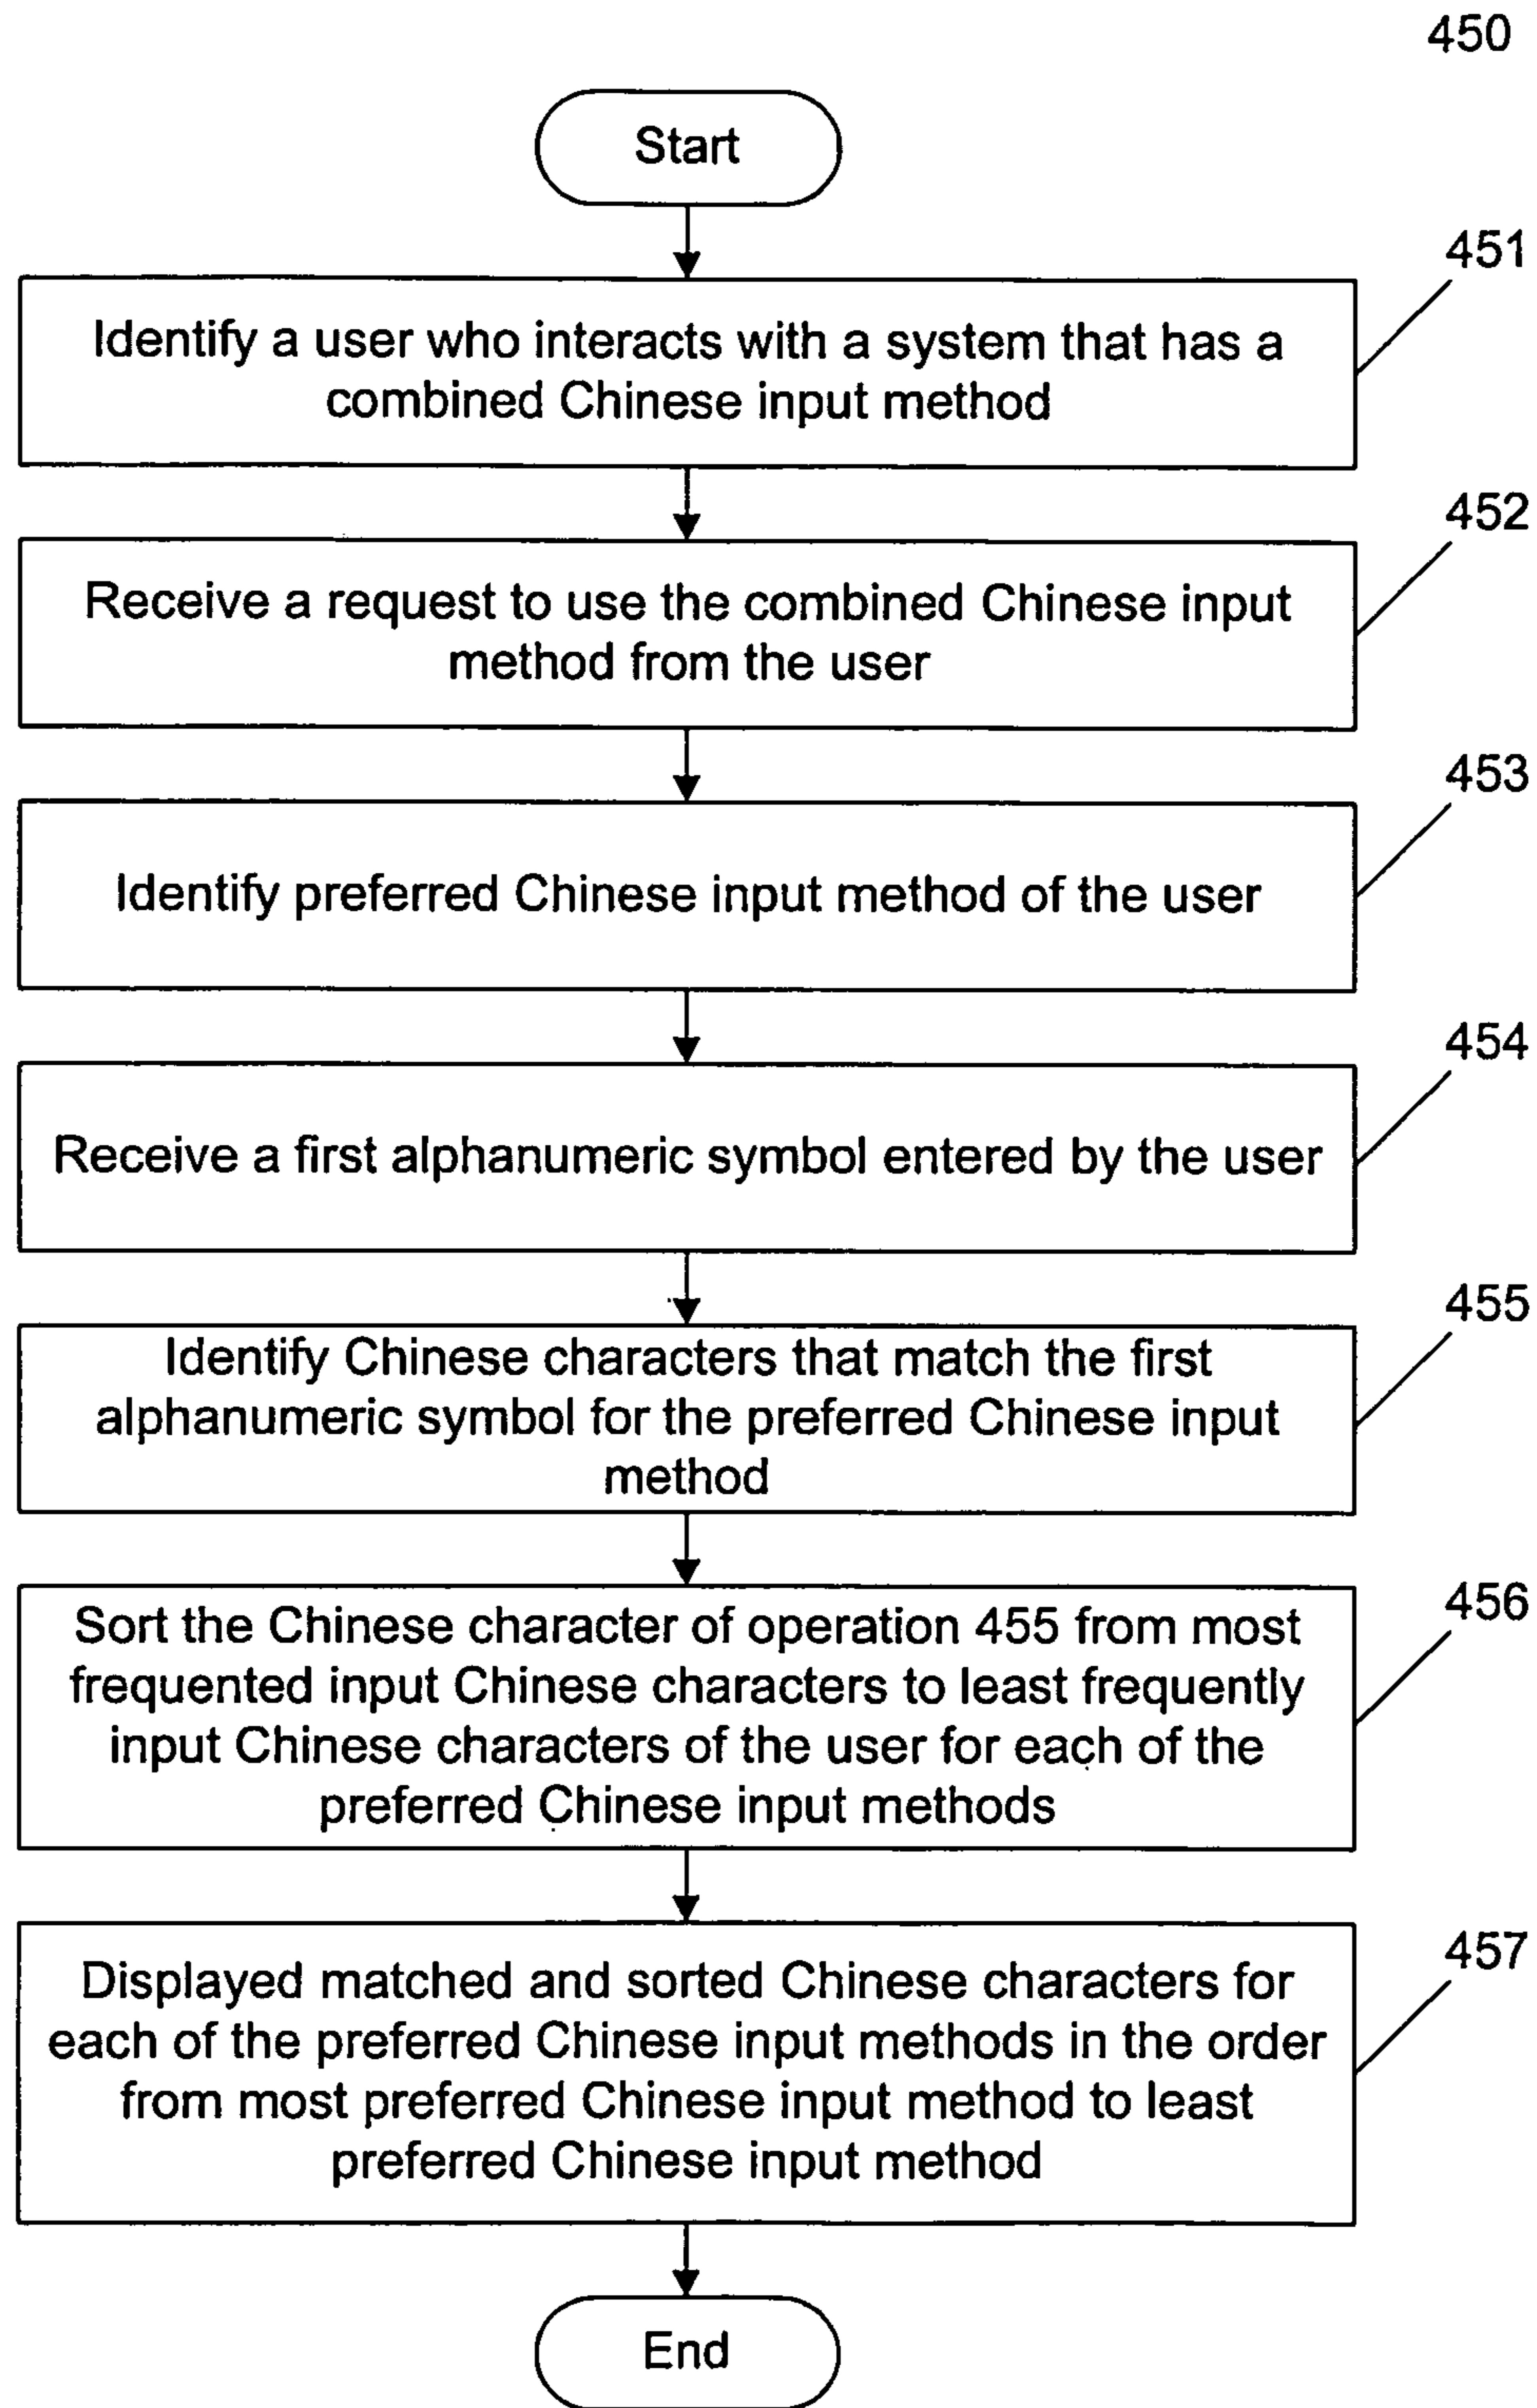 450
Start
451
Identify a user who interacts with a system that has a
combined Chinese input method
452
Receive a request to use the combined Chinese input
method from the user
453
Identify preferred Chinese input method of the user
454
Receive a first alphanumeric symbol entered by the user
455
Identify Chinese characters that match the first
alphanumeric symbol for the preferred Chinese input
method
456
Sort the Chinese character of operation 455 from most
frequented input Chinese characters to least frequently
input Chinese characters of the user for each of the
preferred Chinese input methods
457
Displayed matched and sorted Chinese characters for
each of the preferred Chinese input methods in the order
from most preferred Chinese input method to least
preferred Chinese input method
End